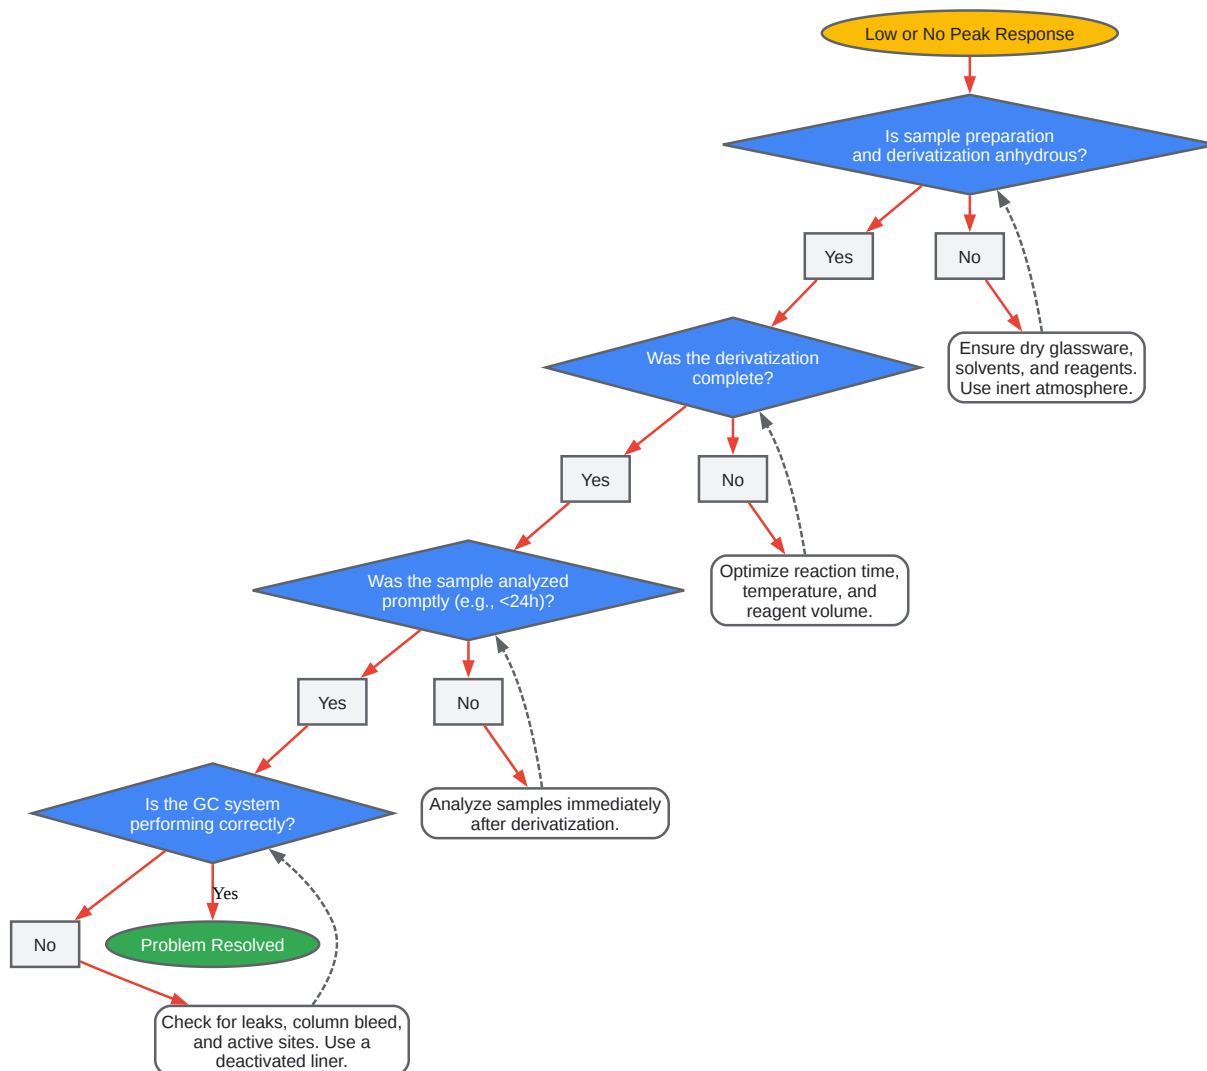 Low or No Peak Response
Is sample preparation
and derivatization anhydrous?
Yes
No
Ensure dry glassware,
solvents, and reagents.
Use inert atmosphere.
Was the derivatization
complete?
Yes
No
Optimize reaction time,
temperature, and
reagent volume.
Was the sample analyzed
promptly (e.g., <24h)?
Yes
No
Analyze samples immediately
after derivatization.
Is the GC system
performing correctly?
Yes
No
Problem Resolved
Check for leaks, column bleed,
and active sites. Use a
deactivated liner.